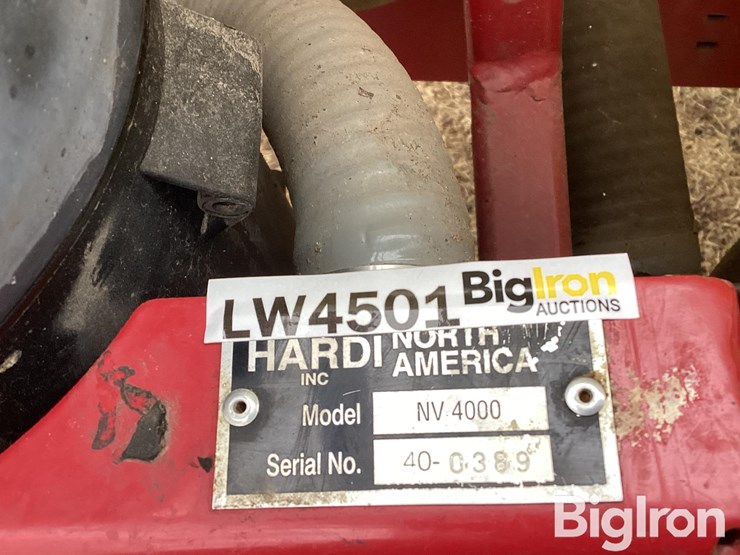 LW4501 BigIron
AUCTIONS
HARDI NORTH
INC AMERICA
Model NV 4000
Serial No. 40-0389
BigIron